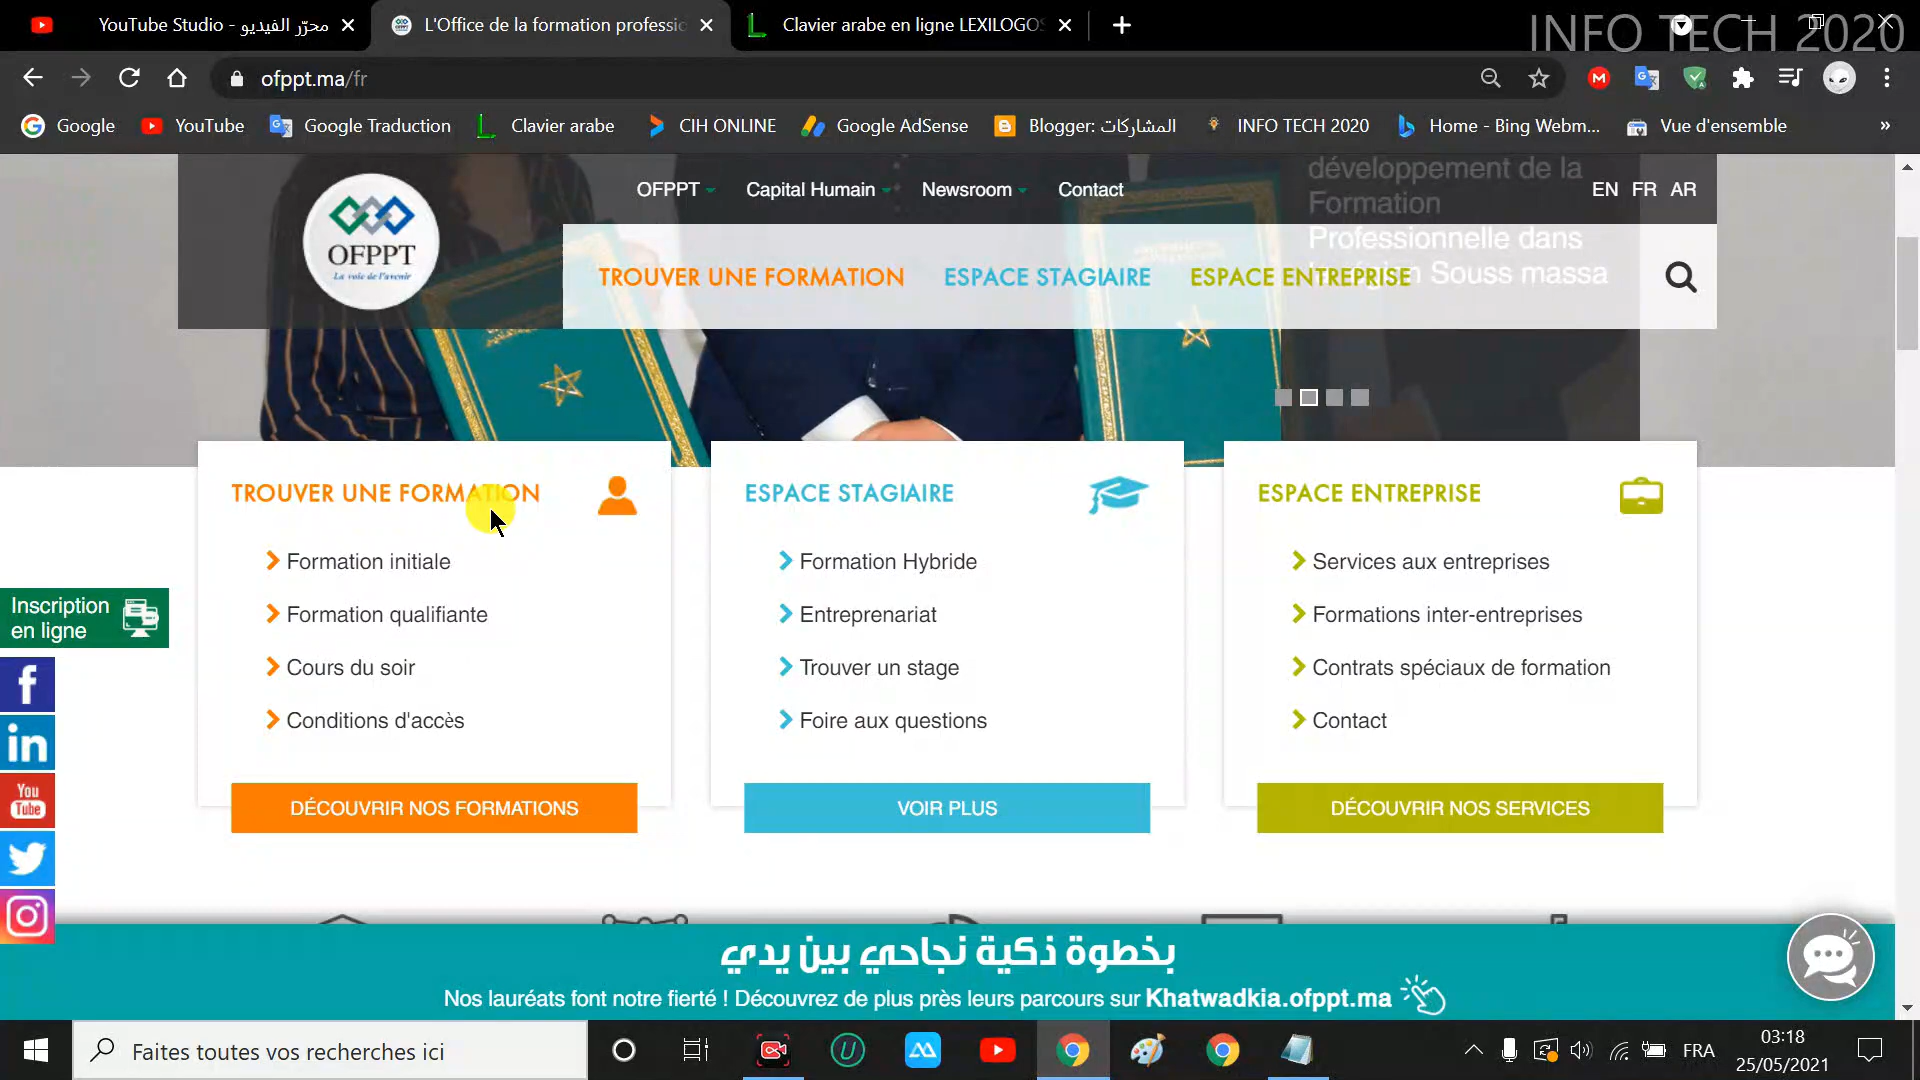 YouTube Studio - محرّر الفيديو
L'Office de la formation professio
Clavier arabe en ligne LEXILOGOS
INFO TECH 2020
ofppt.ma/fr
Google
YouTube
Google Traduction
Clavier arabe
CIH ONLINE
Google AdSense
Blogger: المشاركات
INFO TECH 2020
Home - Bing Webm...
Vue d'ensemble
»
développement de la
Formation
Professionnelle dans
Souss massa
OFPPT
La voie de l'avenir
OFPPT
Capital Humain
Newsroom
Contact
EN FR AR
TROUVER UNE FORMATION
ESPACE STAGIAIRE
ESPACE ENTREPRISE
TROUVER UNE FORMATION
Formation initiale
Formation qualifiante
Cours du soir
Conditions d'accès
DÉCOUVRIR NOS FORMATIONS
ESPACE STAGIAIRE
Formation Hybride
Entreprenariat
Trouver un stage
Foire aux questions
VOIR PLUS
ESPACE ENTREPRISE
Services aux entreprises
Formations inter-entreprises
Contrats spéciaux de formation
Contact
DÉCOUVRIR NOS SERVICES
Inscription
en ligne
f
in
You
Tube
بخطوة ذكية نجاحي بين يدي
Nos lauréats font notre fierté ! Découvrez de plus près leurs parcours sur Khatwadkia.ofppt.ma
Faites toutes vos recherches ici
FRA
03:18
25/05/2021